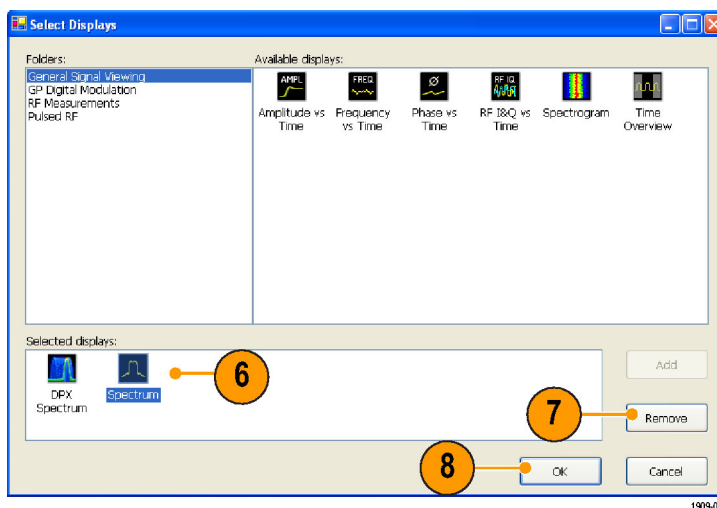 Select Displays
Folders:
General Signal Viewing
GP Digital Modulation
RF Measurements
Pulsed RF
Available displays:
AMPL
Amplitude vs
Time
FREQ
Frequency
vs Time
Ø
Phase vs
Time
RF IQ
RF I&Q vs
Time
Spectrogram
Time
Overview
Selected displays:
DPX
Spectrum
Spectrum
6
Add
7
Remove
8
OK
Cancel